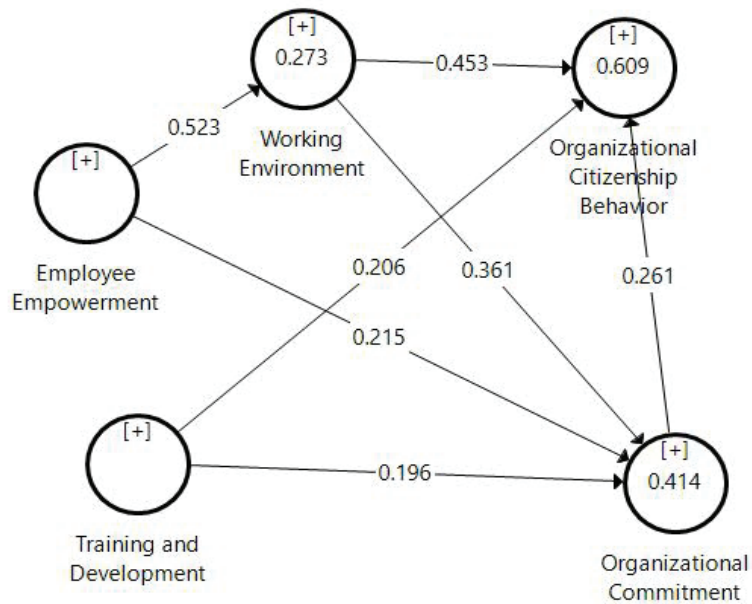 [+]
0.273
Working
Environment
0.453
[+]
0.609
Organizational
Citizenship
Behavior
0.523
[+]
Employee
Empowerment
0.206
0.361
0.261
0.215
[+]
Training and
Development
0.196
[+]
0.414
Organizational
Commitment